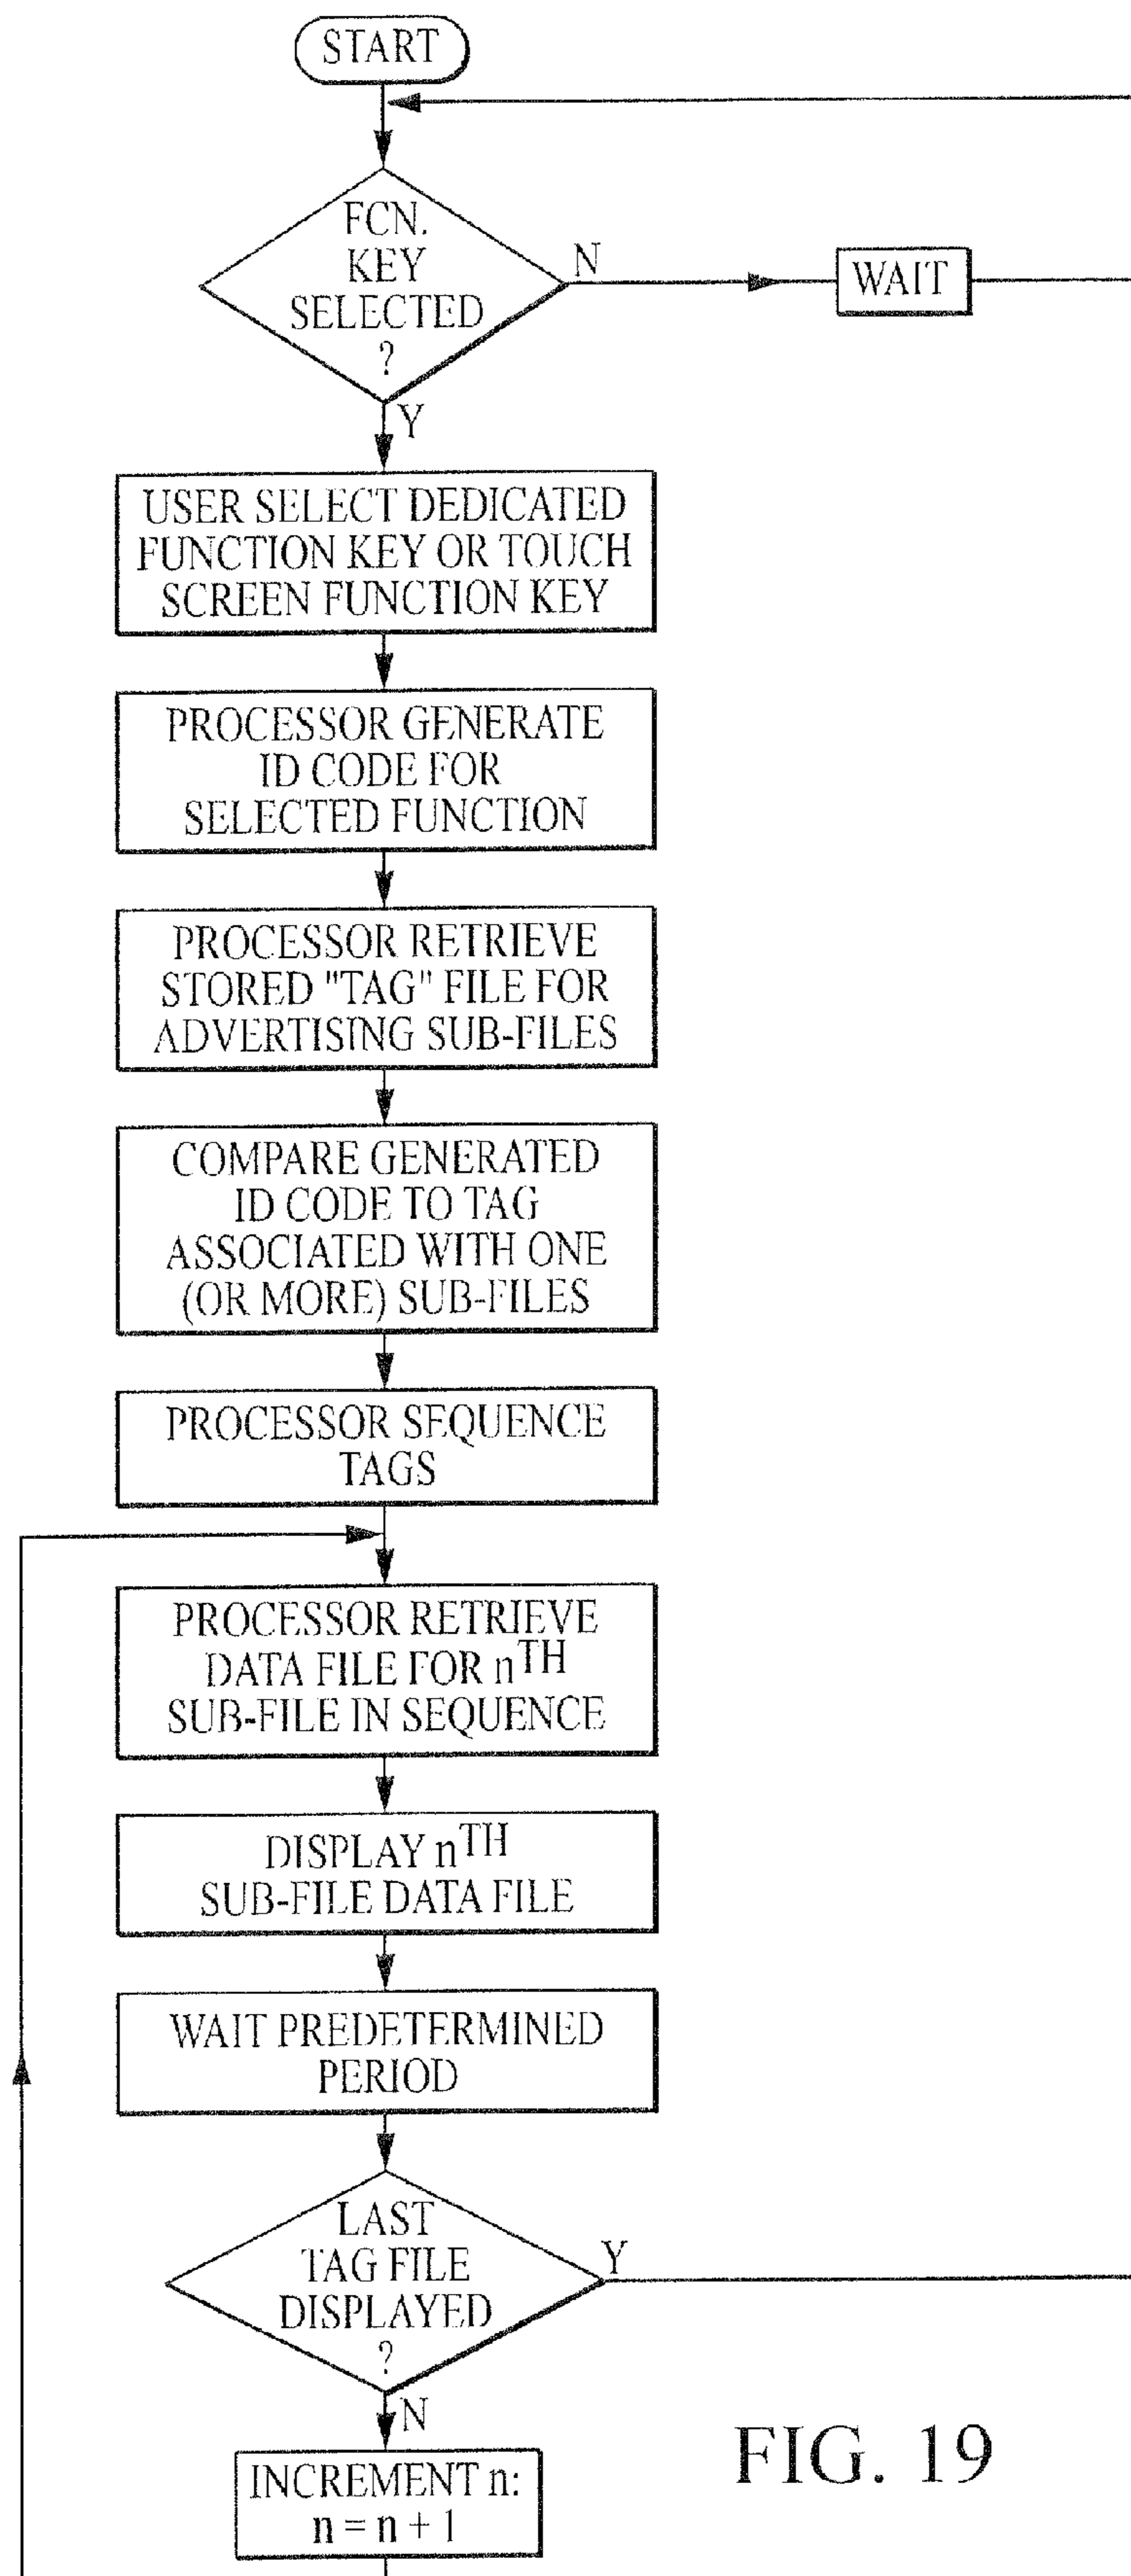 START
FCN.
KEY
SELECTED
?
N
WAIT
Y
USER SELECT DEDICATED
FUNCTION KEY OR TOUCH
SCREEN FUNCTION KEY
PROCESSOR GENERATE
ID CODE FOR
SELECTED FUNCTION
PROCESSOR RETRIEVE
STORED "TAG" FILE FOR
ADVERTISING SUB-FILES
COMPARE GENERATED
ID CODE TO TAG
ASSOCIATED WITH ONE
(OR MORE) SUB-FILES
PROCESSOR SEQUENCE
TAGS
PROCESSOR RETRIEVE
DATA FILE FOR nTH
SUB-FILE IN SEQUENCE
DISPLAY nTH
SUB-FILE DATA FILE
WAIT PREDETERMINED
PERIOD
LAST
TAG FILE
DISPLAYED
?
Y
N
INCREMENT n:
n = n + 1
FIG. 19